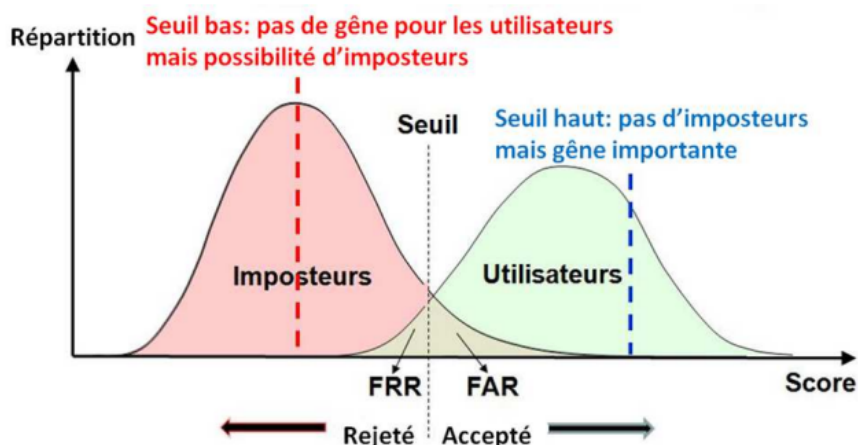 Répartition
Seuil bas: pas de gêne pour les utilisateurs
mais possibilité d’imposteurs
Seuil
Seuil haut: pas d’imposteurs
mais gêne importante
Imposteurs
Utilisateurs
FRR
FAR
Score
Rejeté
Accepté